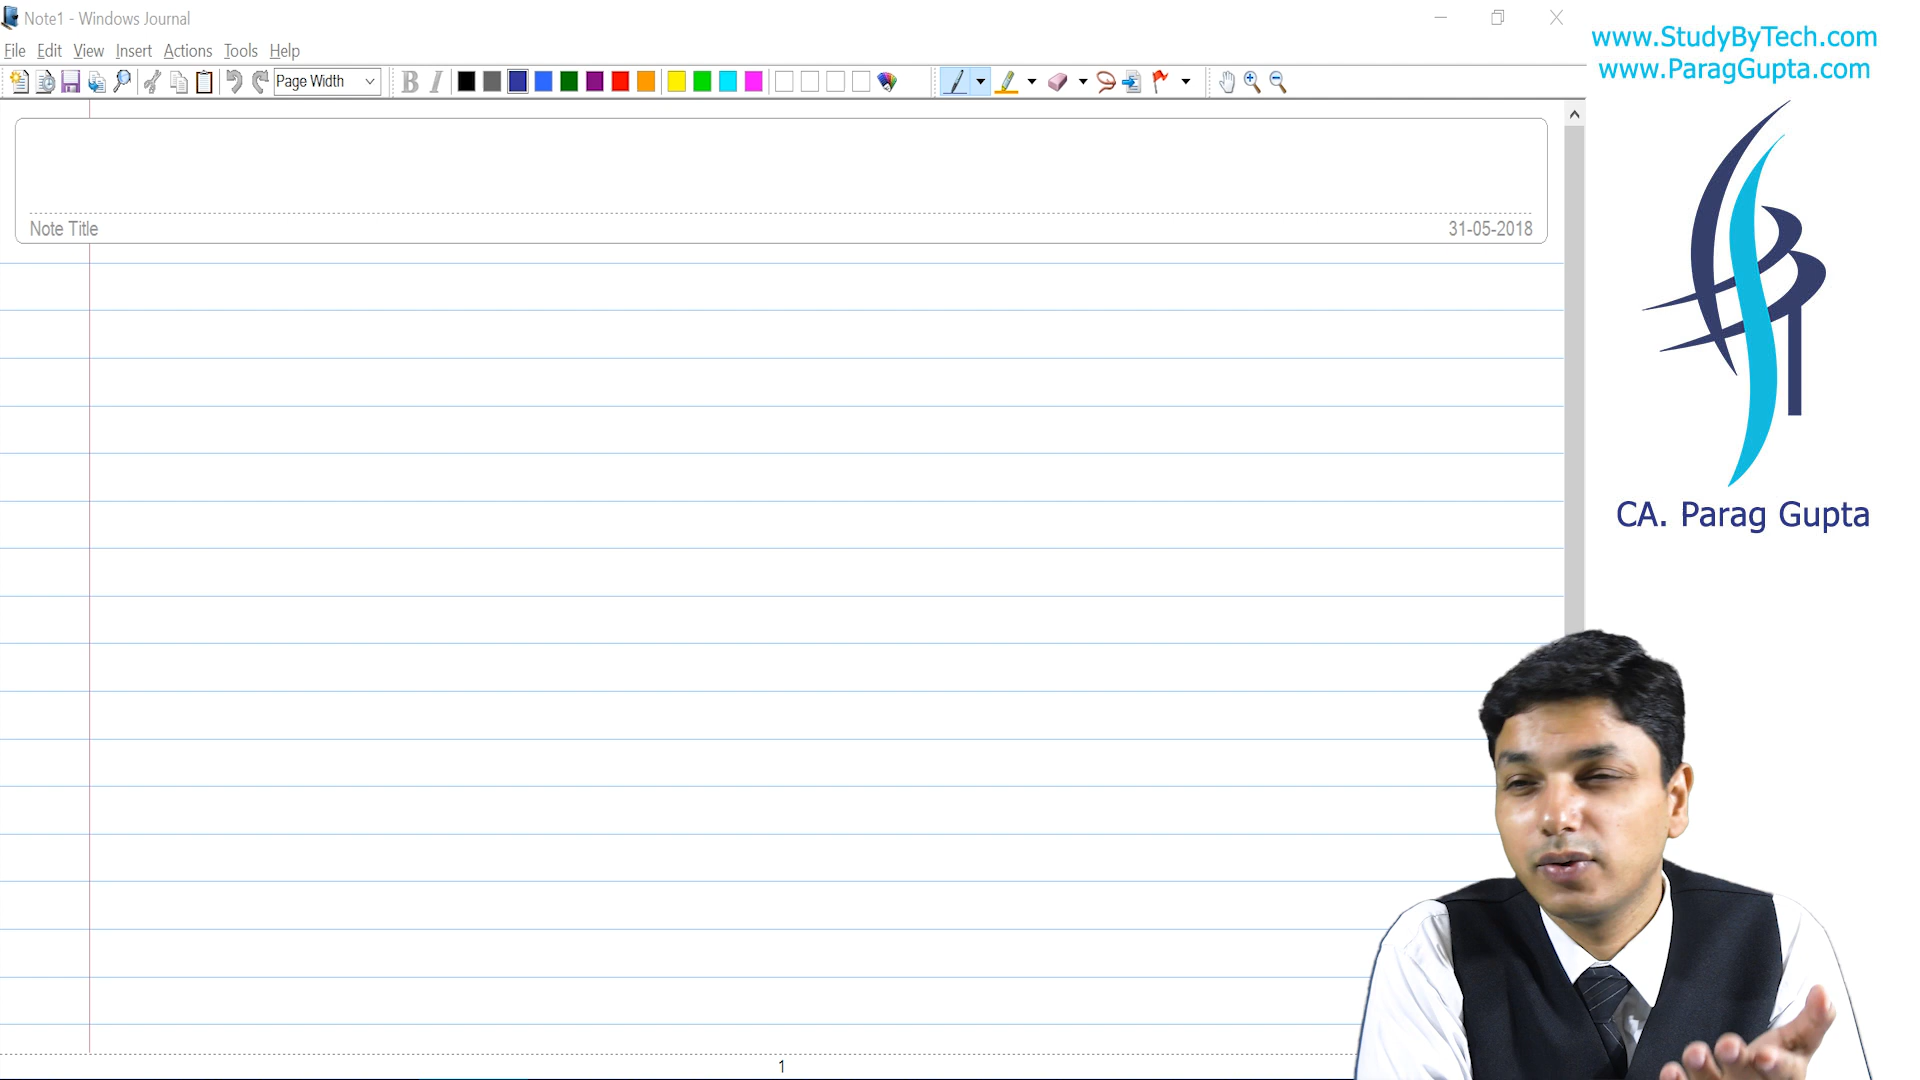 Note1 - Windows Journal
File Edit View Insert Actions Tools Help
Page Width B I
Note Title 31-05-2018
1
www.StudyByTech.com
www.ParagGupta.com
CA. Parag Gupta